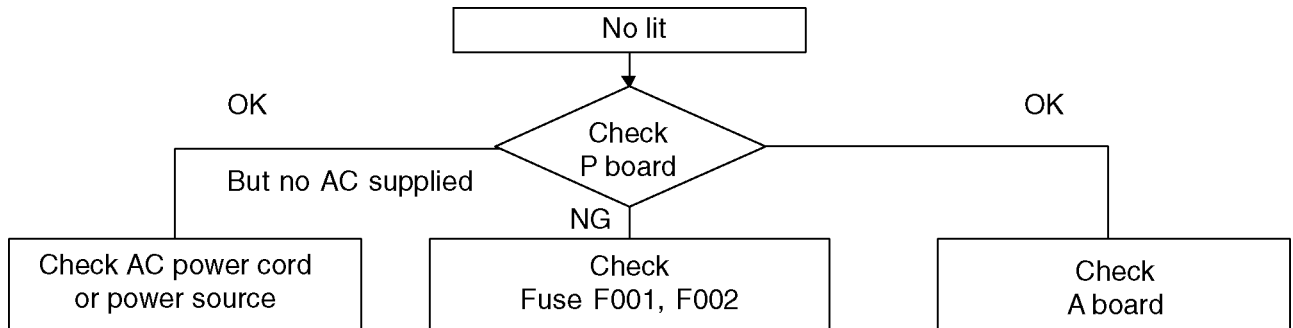 No lit
OK
OK
Check
P board
But no AC supplied
NG
Check AC power cord
or power source
Check
Fuse F001, F002
Check
A board